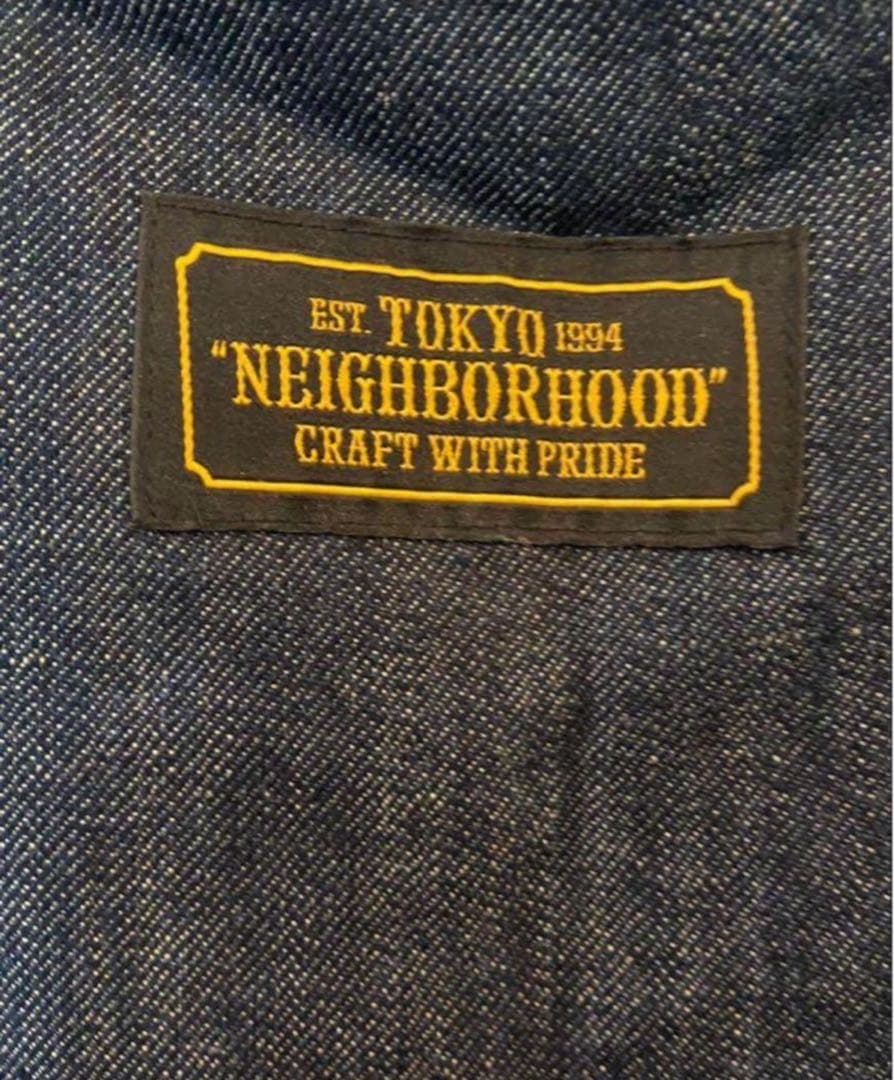 EST. TOKYO 1994
"NEIGHBORHOOD"
CRAFT WITH PRIDE